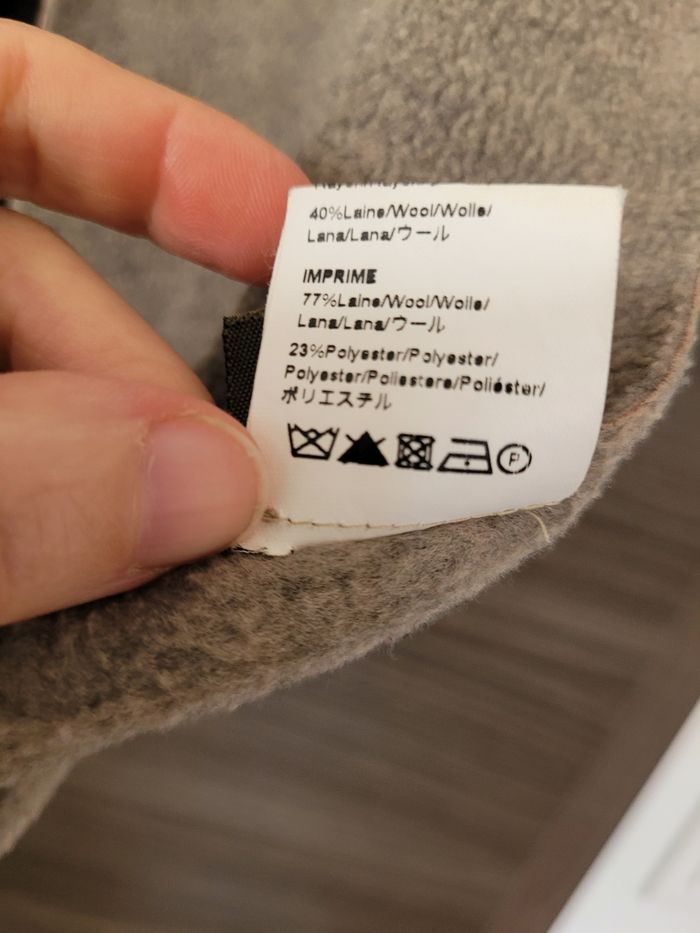 40%Laine/Wool/Wolle/
Lana/Lana/ウール
IMPRIME
77%Laine/Wool/Wolle/
Lana/Lana/ウール
23%Polyester/Polyester/
Polyester/Poliestere/Poliéster/
ポリエステル
P